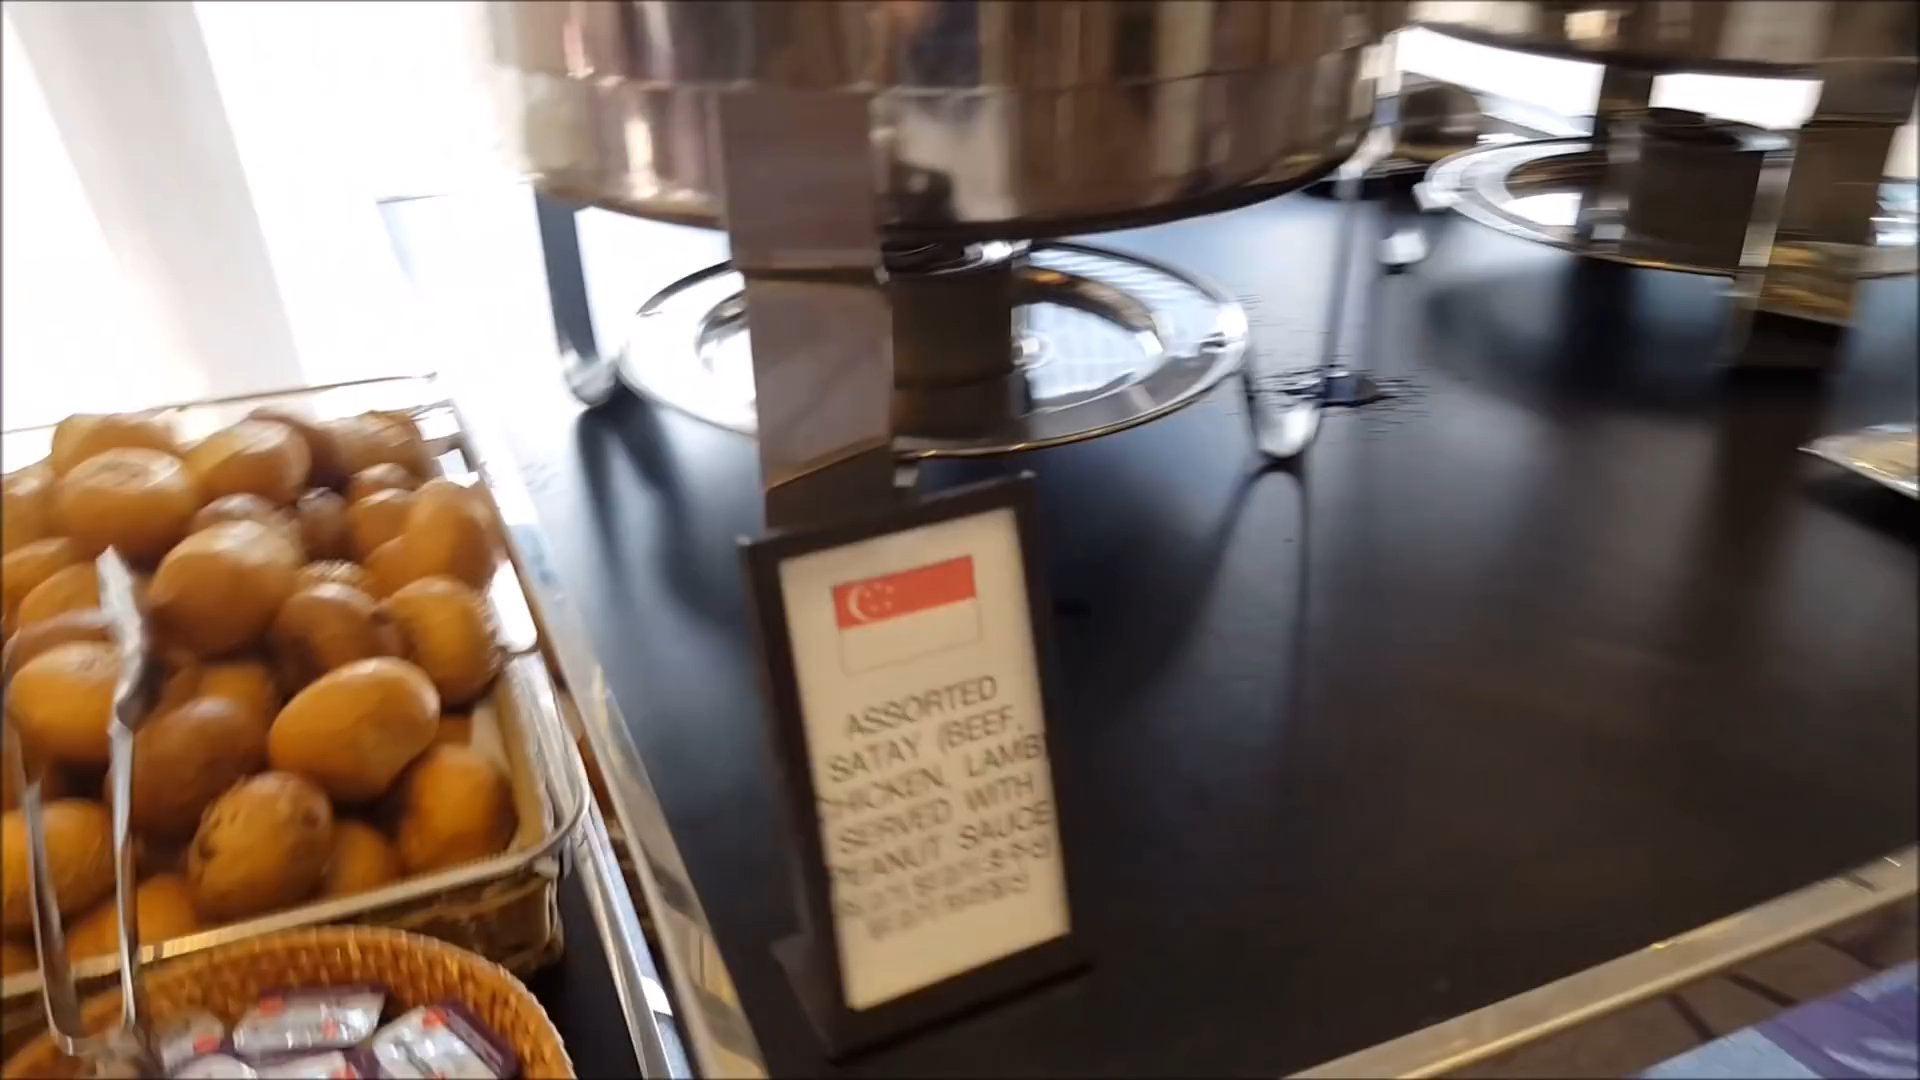 ASSORTED
SATAY (BEEF,
CHICKEN, LAMB)
SERVED WITH
PEANUT SAUCE